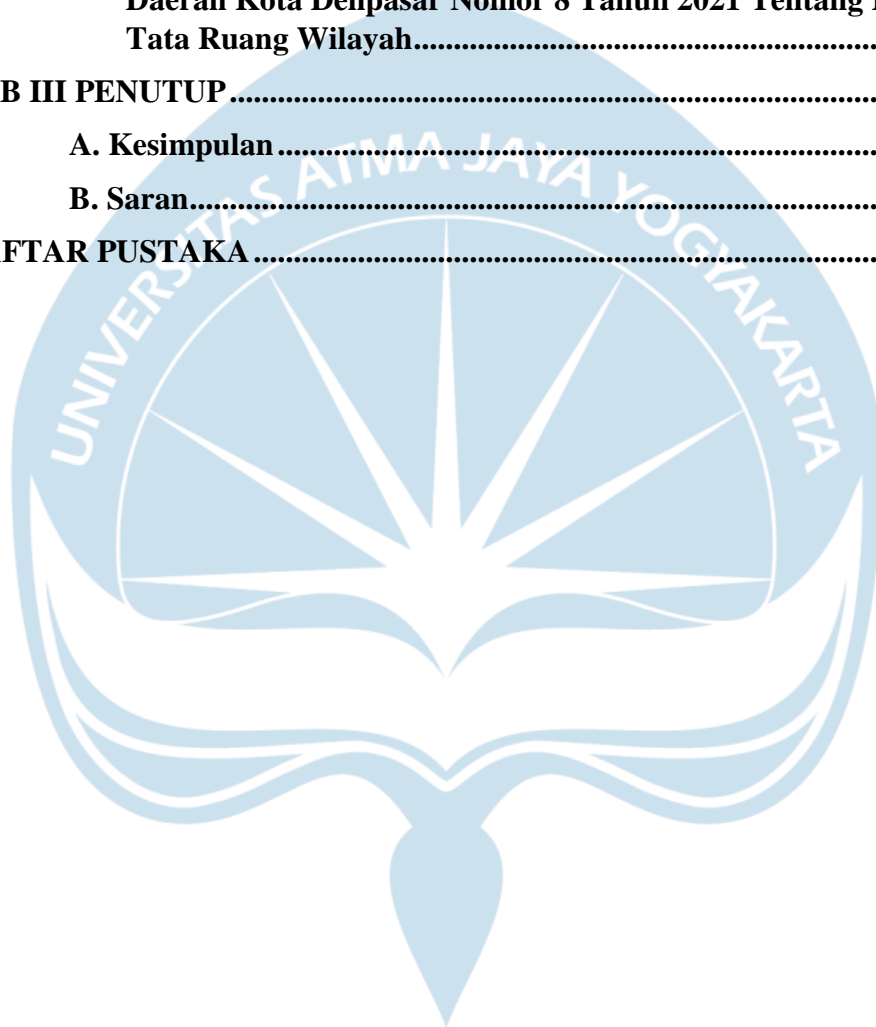 Daerah Kota Denpasar Nomor 8 Tahun 2021 Tentang
Tata Ruang Wilayah........................................................
B III PENUTUP................................................................................
A. Kesimpulan...........................................................................
B. Saran......................................................................................
FTAR PUSTAKA.............................................................................
UNIVERSITAS ATMA JAYA YOGYAKARTA